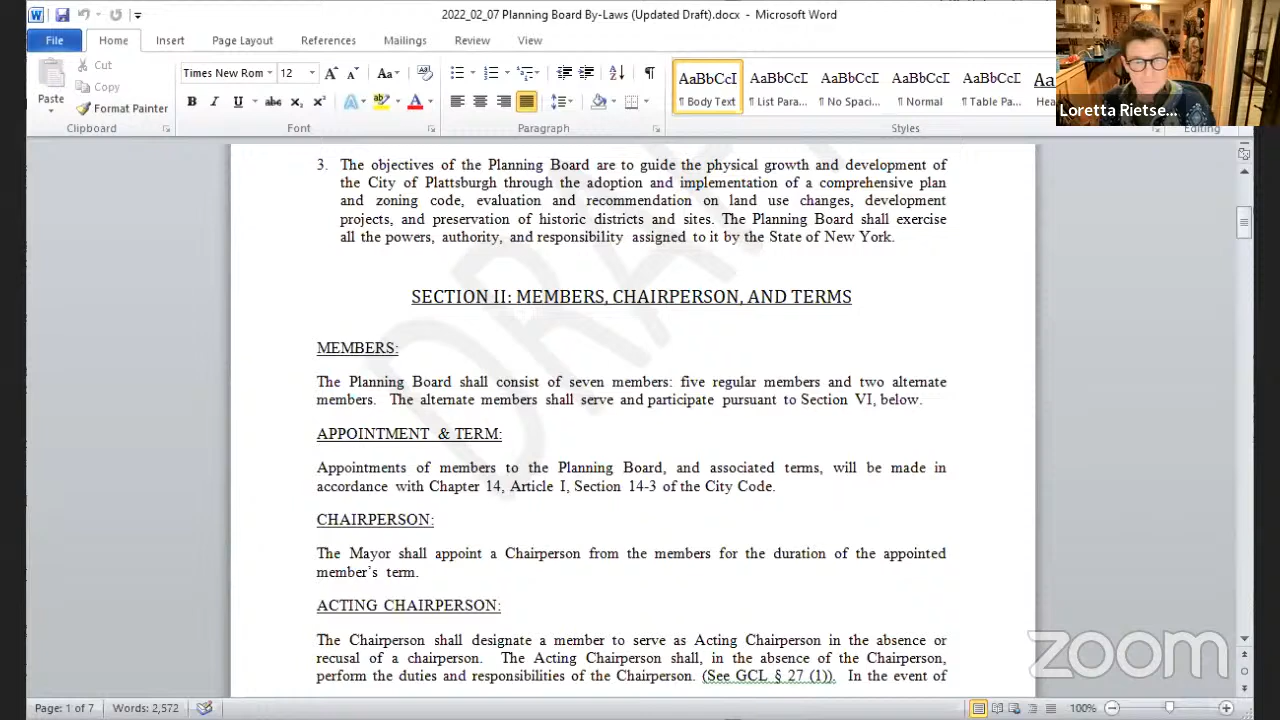 2022_02_07 Planning Board By-Laws (Updated Draft).docx - Microsoft Word
File Home Insert Page Layout References Mailings Review View
Paste
Cut
Copy
Format Painter
Clipboard
Times New Rom 12
Font
Paragraph
AaBbCcI AaBbCcI AaBbCcI AaBbCcI AaBbCcI
¶ Body Text ¶ List Para... ¶ No Spaci... ¶ Normal ¶ Table Pa...
Styles
Editing
Loretta Rietse...
3. The objectives of the Planning Board are to guide the physical growth and development of
the City of Plattsburgh through the adoption and implementation of a comprehensive plan
and zoning code, evaluation and recommendation on land use changes, development
projects, and preservation of historic districts and sites. The Planning Board shall exercise
all the powers, authority, and responsibility assigned to it by the State of New York.
SECTION II: MEMBERS, CHAIRPERSON, AND TERMS
MEMBERS:
The Planning Board shall consist of seven members: five regular members and two alternate
members. The alternate members shall serve and participate pursuant to Section VI, below.
APPOINTMENT & TERM:
Appointments of members to the Planning Board, and associated terms, will be made in
accordance with Chapter 14, Article I, Section 14-3 of the City Code.
CHAIRPERSON:
The Mayor shall appoint a Chairperson from the members for the duration of the appointed
member's term.
ACTING CHAIRPERSON:
The Chairperson shall designate a member to serve as Acting Chairperson in the absence or
recusal of a chairperson. The Acting Chairperson shall, in the absence of the Chairperson,
perform the duties and responsibilities of the Chairperson. (See GCL § 27 (1)). In the event of
DRAFT
zoom
Page: 1 of 7 Words: 2,572 100%